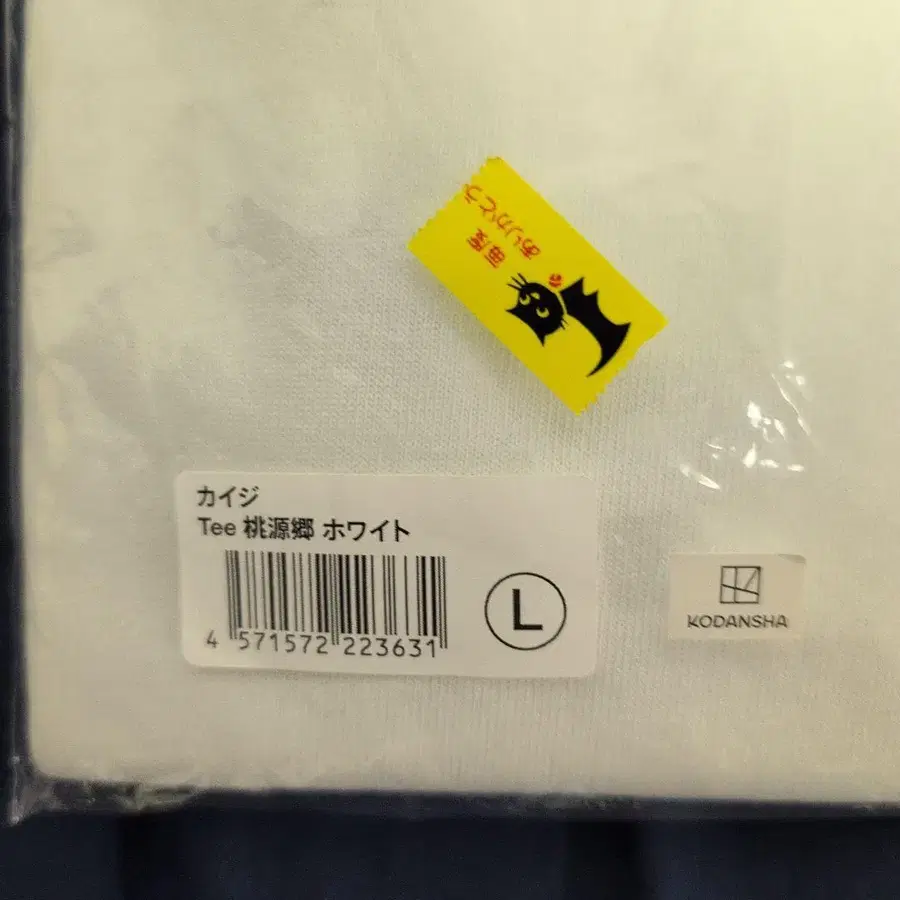 毎度
ありがとう
カイジ
Tee 桃源郷 ホワイト
4 571572 223631
L
KODANSHA